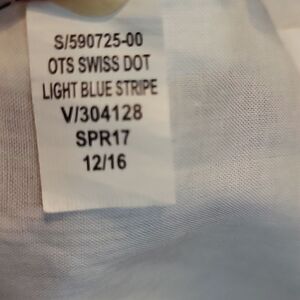 S/590725-00
OTS SWISS DOT
LIGHT BLUE STRIPE
V/304128
SPR17
12/16